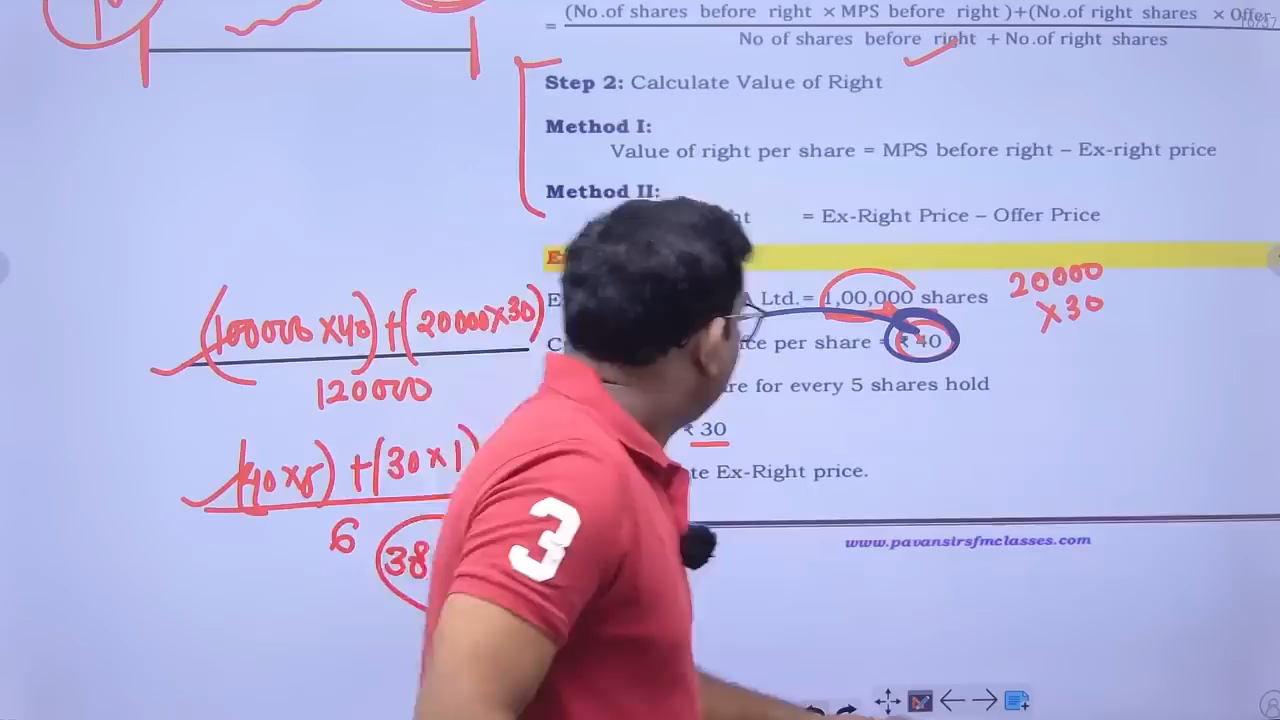 (No.of shares before right × MPS before right )+(No.of right shares × Offer
=
No of shares before right + No.of right shares
Step 2: Calculate Value of Right
Method I:
Value of right per share = MPS before right – Ex-right price
Method II:
= Ex-Right Price – Offer Price
Ltd.= 1,00,000 shares
20000
×30
per share = ₹ 40
for every 5 shares hold
₹ 30
Ex-Right price.
www.pavansirsfmclasses.com
(100000 ×40) + (20000×30)
120000
(40×5) + (30×1)
6
38
3